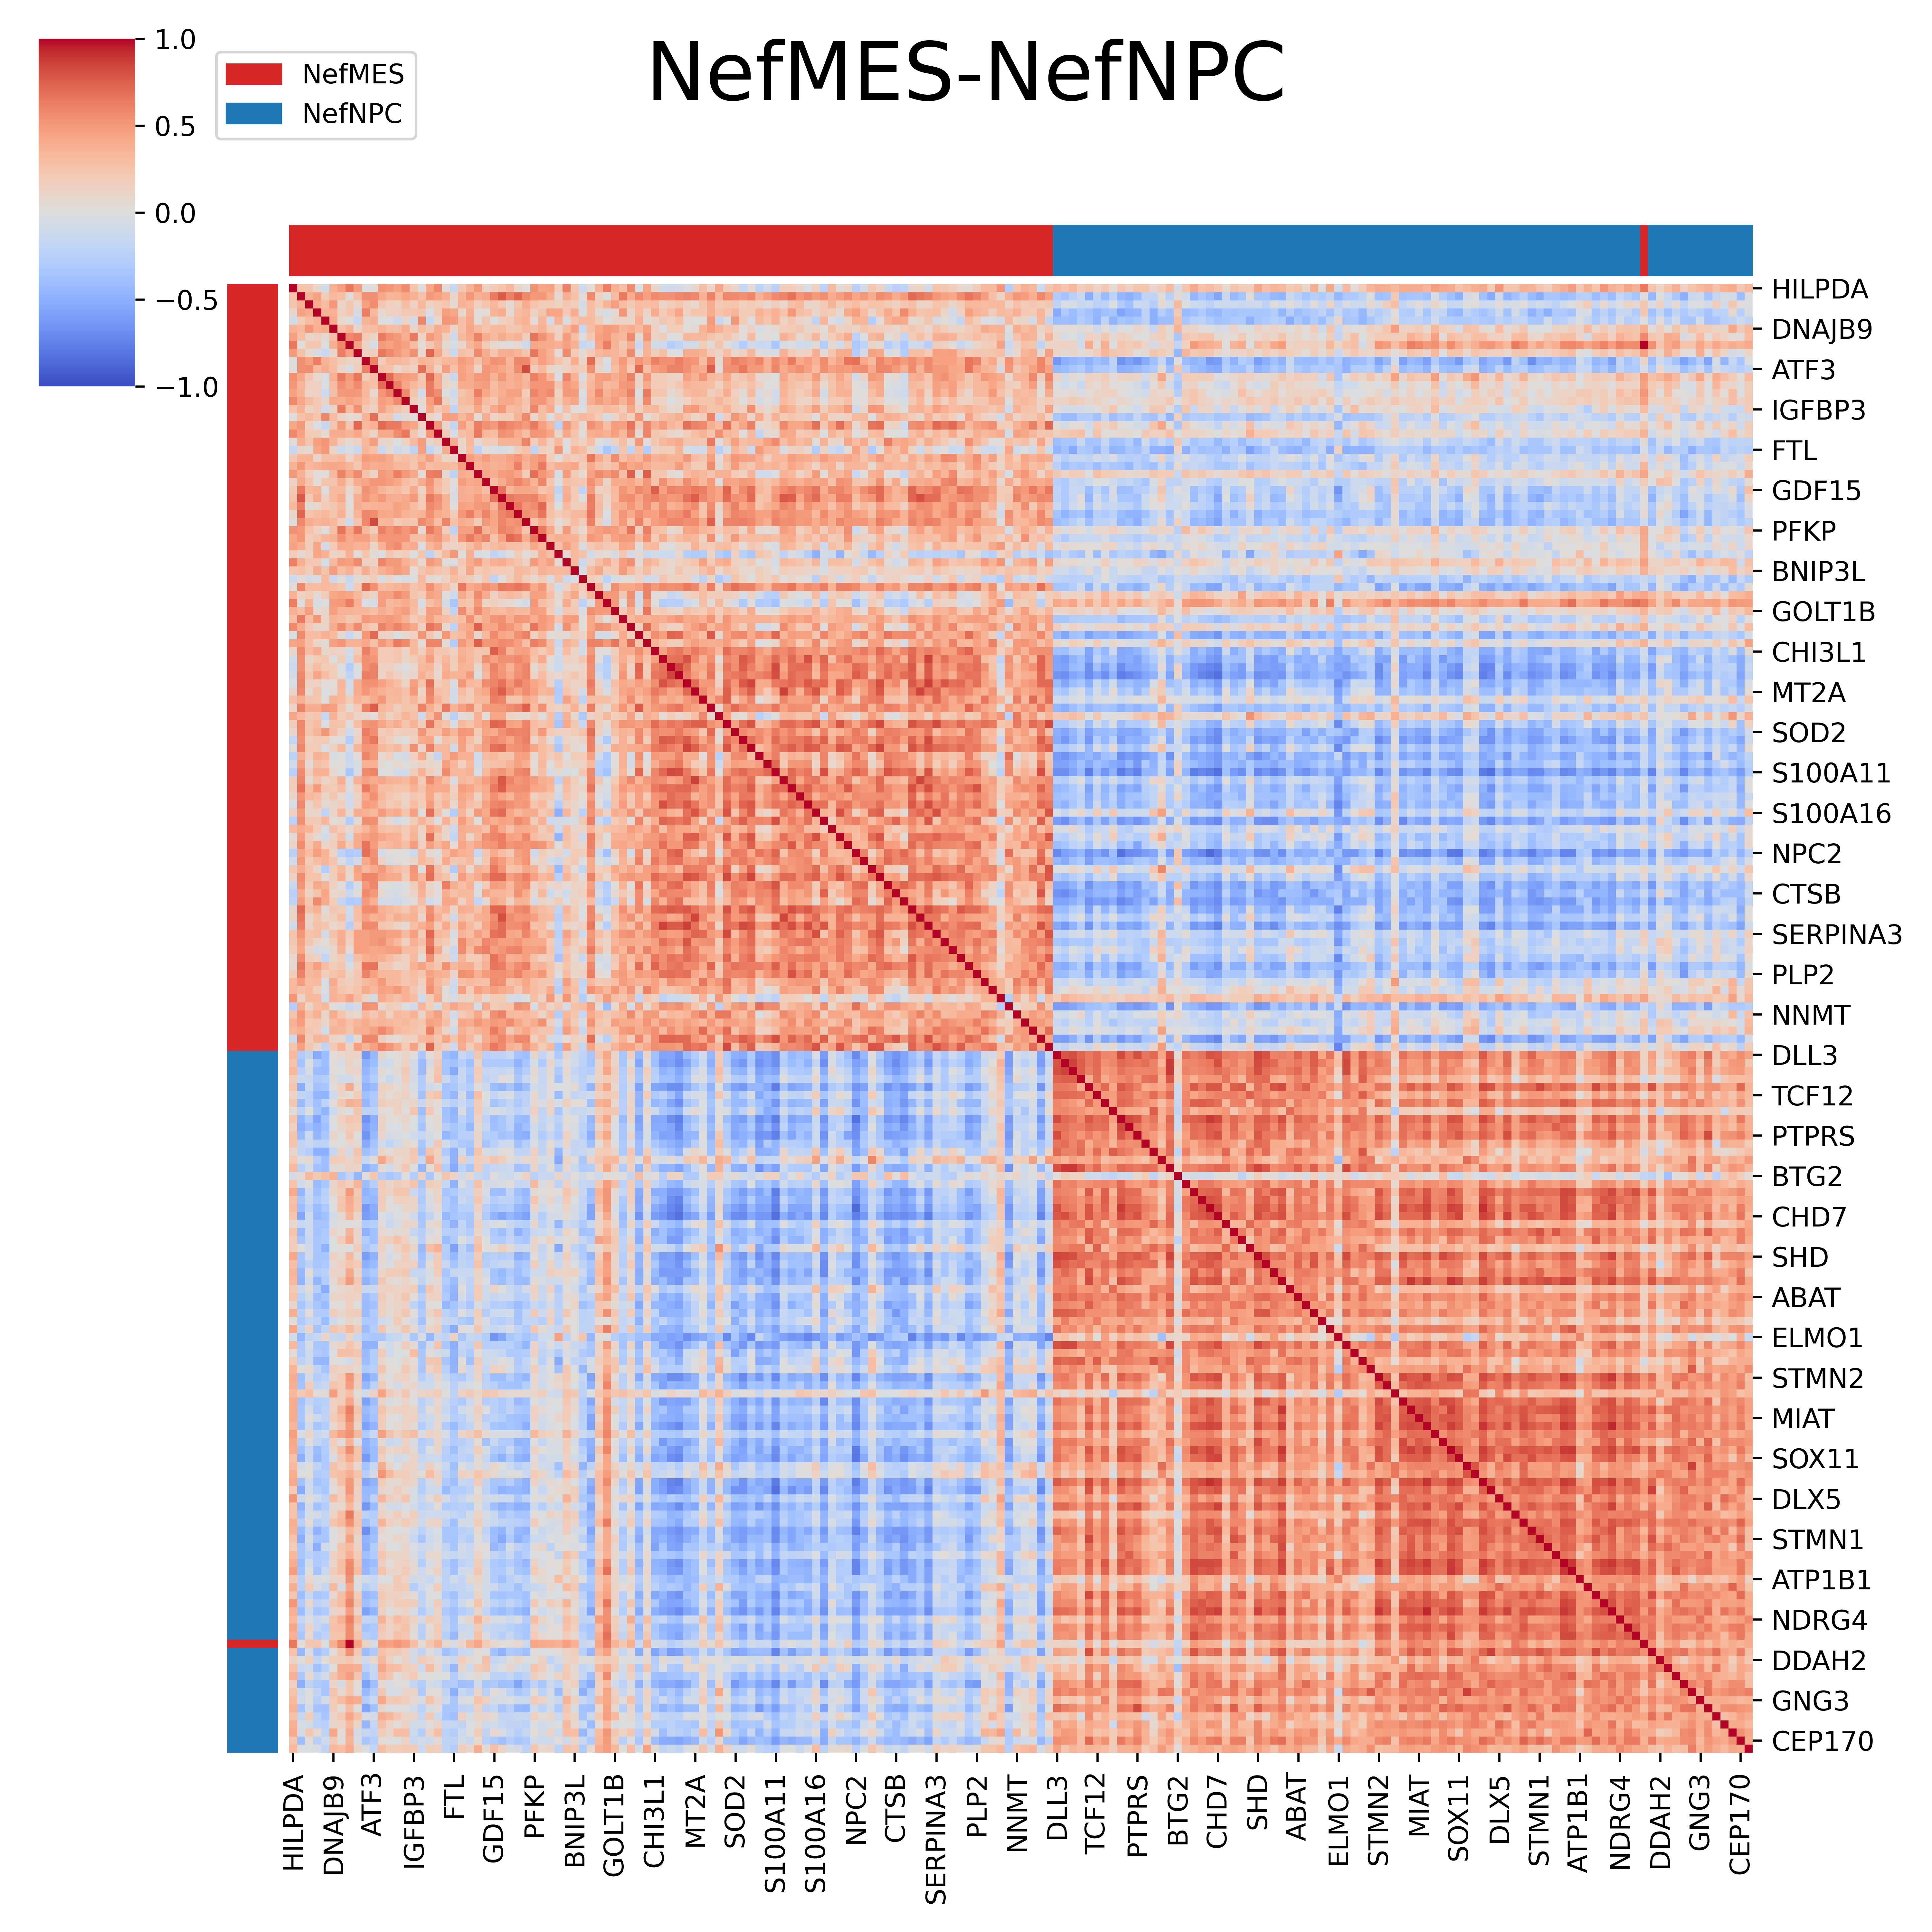 NefMES-NefNPC
1.0
0.5
0.0
−0.5
−1.0
NefMES
NefNPC
HILPDA
DNAJB9
ATF3
IGFBP3
FTL
GDF15
PFKP
BNIP3L
GOLT1B
CHI3L1
MT2A
SOD2
S100A11
S100A16
NPC2
CTSB
SERPINA3
PLP2
NNMT
DLL3
TCF12
PTPRS
BTG2
CHD7
SHD
ABAT
ELMO1
STMN2
MIAT
SOX11
DLX5
STMN1
ATP1B1
NDRG4
DDAH2
GNG3
CEP170
HILPDA
DNAJB9
ATF3
IGFBP3
FTL
GDF15
PFKP
BNIP3L
GOLT1B
CHI3L1
MT2A
SOD2
S100A11
S100A16
NPC2
CTSB
SERPINA3
PLP2
NNMT
DLL3
TCF12
PTPRS
BTG2
CHD7
SHD
ABAT
ELMO1
STMN2
MIAT
SOX11
DLX5
STMN1
ATP1B1
NDRG4
DDAH2
GNG3
CEP170